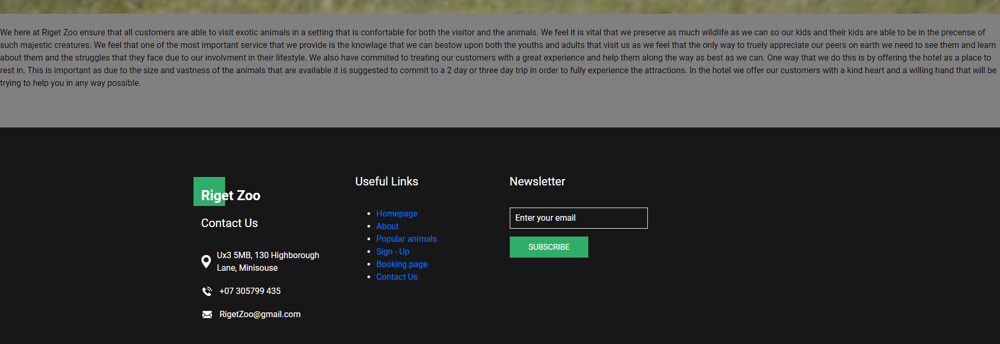 We here at Riget Zoo ensure that all customers are able to visit exotic animals in a setting that is confortable for both the visitor and the animals. We feel it is vital that we preserve as much wildlife as we can so our kids and their kids are able to be in the precense of
such majestic creatures. We feel that one of the most important service that we provide is the knowlage that we can bestow upon both the youths and adults that visit us as we feel that the only way to truely appreciate our peers on earth we need to see them and learn
about them and the struggles that they face due to our involvment in their lifestyle. We also have commited to treating our customers with a great experience and help them along the way as best as we can. One way that we do this is by offering the hotel as a place to
rest in. This is important as due to the size and vastness of the animals that are available it is suggested to commit to a 2 day or three day trip in order to fully experience the attractions. In the hotel we offer our customers with a kind heart and a willing hand that will be
trying to help you in any way possible.
Riget Zoo
Contact Us
Ux3 5MB, 130 Highborough
Lane, Minisouse
+07 305799 435
RigetZoo@gmail.com
Useful Links
Homepage
About
Popular animals
Sign - Up
Booking page
Contact Us
Newsletter
Enter your email
SUBSCRIBE